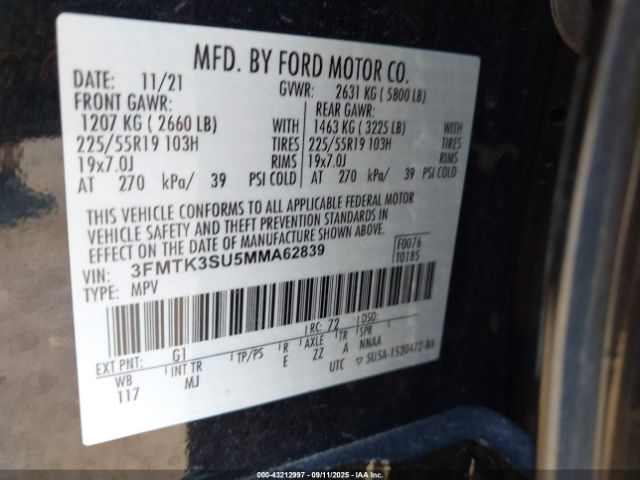 MFD. BY FORD MOTOR CO.
DATE: 11/21 GVWR: 2631 KG ( 5800 LB)
FRONT GAWR: REAR GAWR:
1207 KG ( 2660 LB) WITH 1463 KG ( 3225 LB) WITH
225/55R19 103H TIRES 225/55R19 103H TIRES
19x7.0J RIMS 19x7.0J RIMS
AT 270 kPa/ 39 PSI COLD AT 270 kPa/ 39 PSI COLD
THIS VEHICLE CONFORMS TO ALL APPLICABLE FEDERAL MOTOR
VEHICLE SAFETY AND THEFT PREVENTION STANDARDS IN
EFFECT ON THE DATE OF MANUFACTURE SHOWN ABOVE.
VIN: 3FMTK3SU5MMA62839 F0076
TYPE: MPV T0185
RC: 72 DSO:
EXT PNT: G1 TP/PS R AXLE TR SPR
WB INT TR E ZZ A NNAA
117 MJ UTC ▽ 5U5A-1520472-BA
000-43212997 - 09/11/2025 - IAAI Vehicle Inspection Services